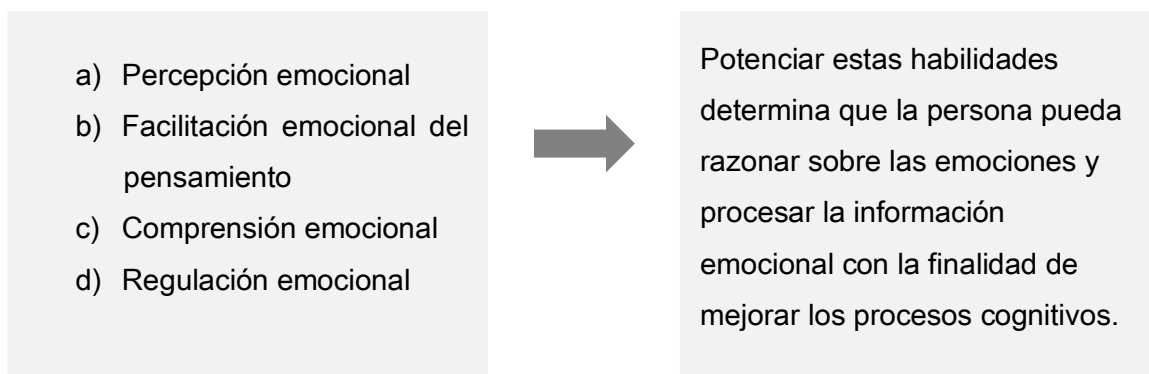 a) Percepción emocional
b) Facilitación emocional del
pensamiento
c) Comprensión emocional
d) Regulación emocional
Potenciar estas habilidades
determina que la persona pueda
razonar sobre las emociones y
procesar la información
emocional con la finalidad de
mejorar los procesos cognitivos.